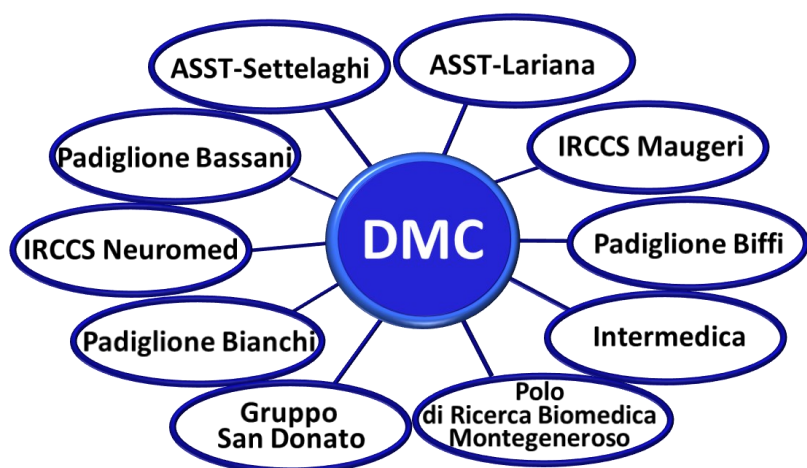 ASST-Settelaghi
ASST-Lariana
Padiglione Bassani
IRCCS Maugeri
DMC
IRCCS Neuromed
Padiglione Biffi
Padiglione Bianchi
Intermedica
Gruppo
San Donato
Polo
di Ricerca Biomedica
Montegeneroso